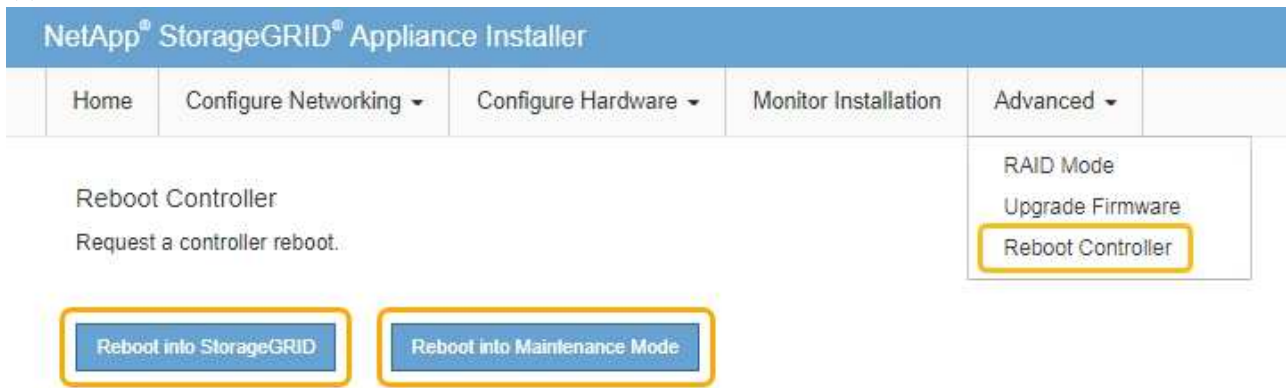 NetApp® StorageGRID® Appliance Installer
Home Configure Networking Configure Hardware Monitor Installation Advanced
RAID Mode
Upgrade Firmware
Reboot Controller
Reboot Controller
Request a controller reboot.
Reboot into StorageGRID Reboot into Maintenance Mode